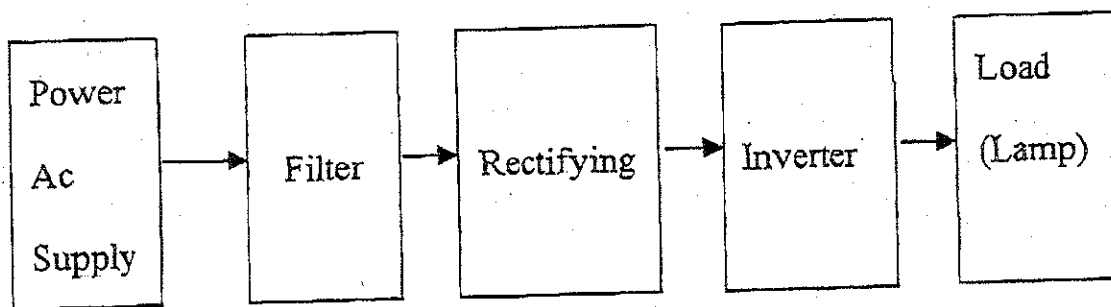 Power
Ac
Supply
Filter
Rectifying
Inverter
Load
(Lamp)